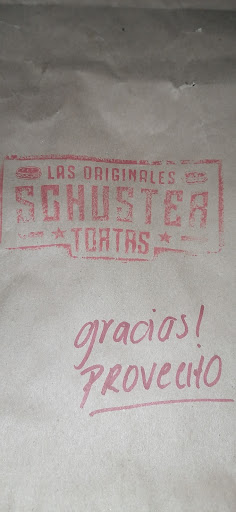 LAS ORIGINALES
SCHUSTER
TORTAS
gracias!
PROVECITO